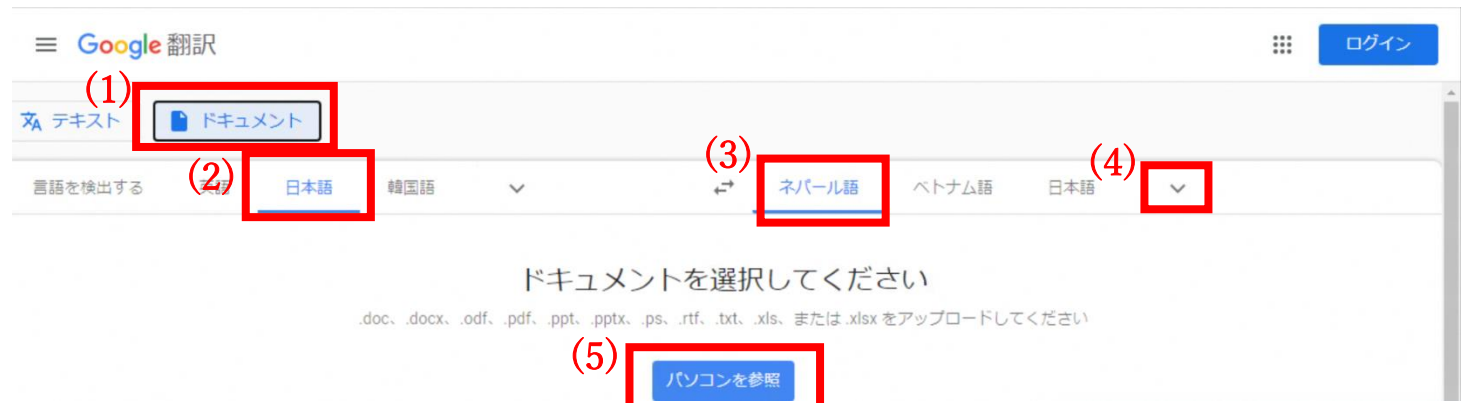 Google 翻訳
ログイン
(1)
テキスト
ドキュメント
(2)
(3)
(4)
言語を検出する 英語 日本語 韓国語 ネパール語 ベトナム語 日本語
ドキュメントを選択してください
.doc、.docx、.odf、.pdf、.ppt、.pptx、.ps、.rtf、.txt、.xls、または .xlsx をアップロードしてください
(5)
パソコンを参照